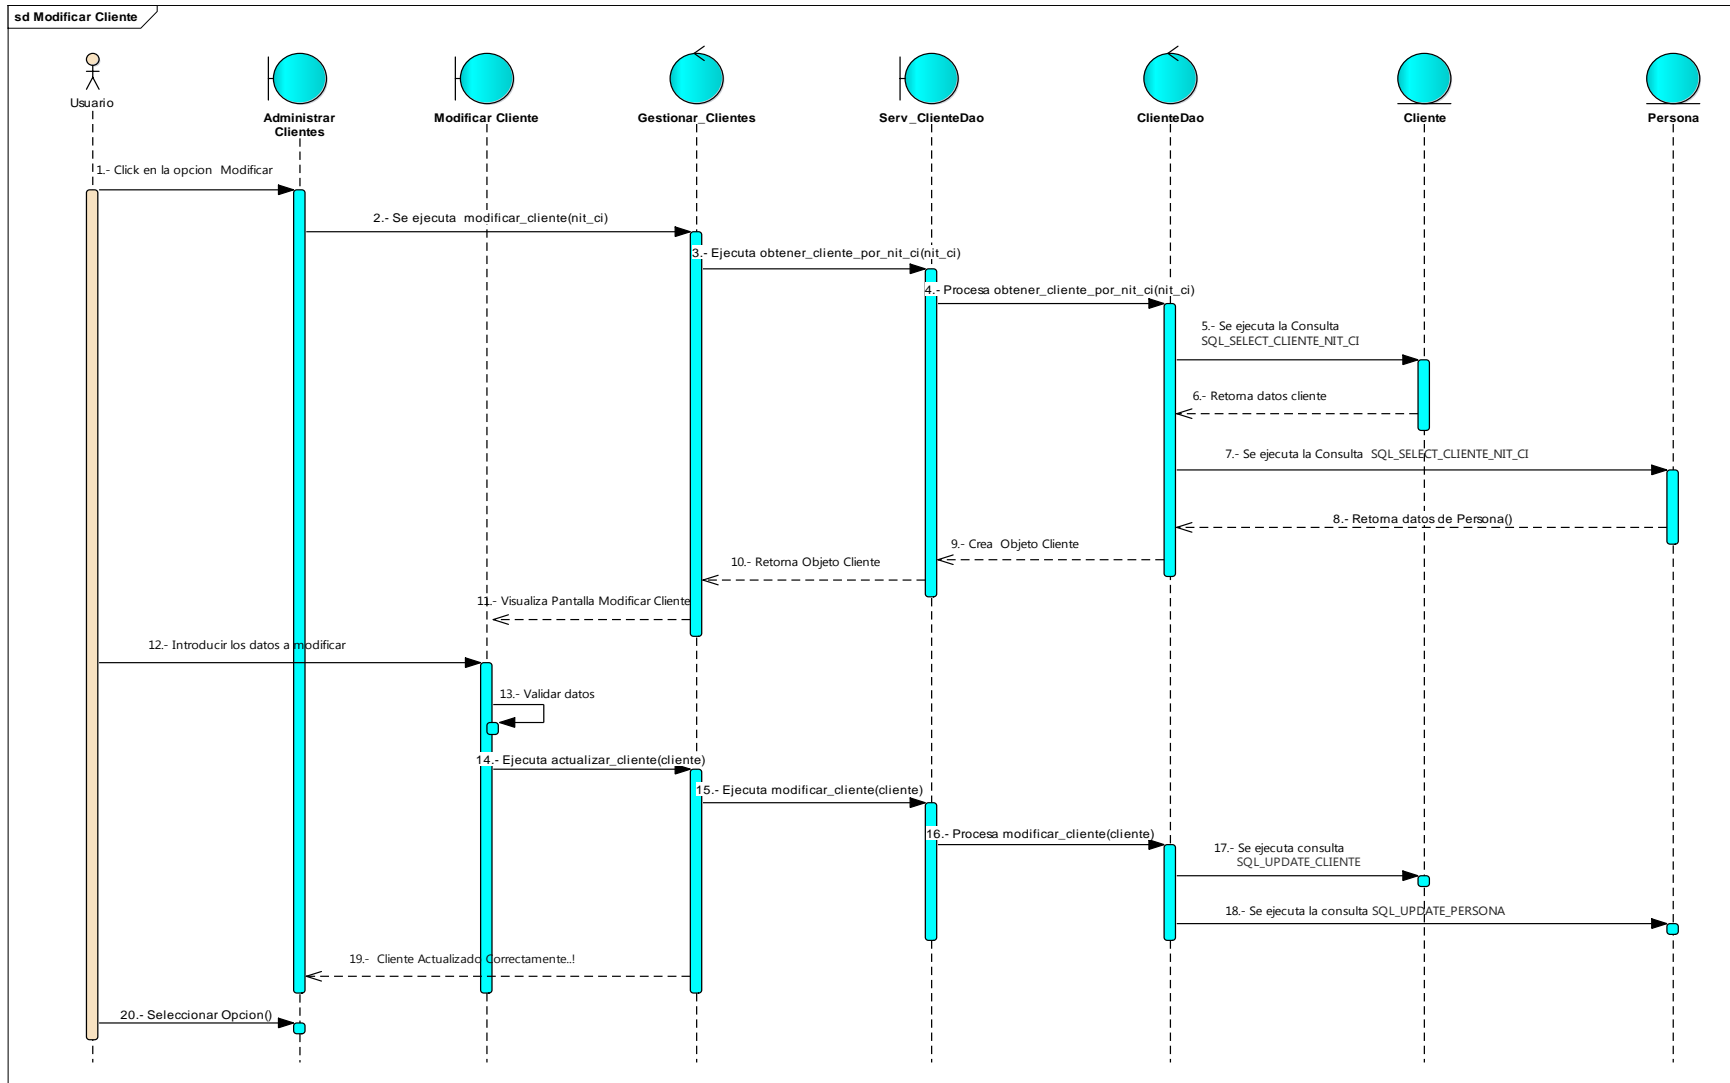 sd Modificar Cliente
Usuario
Administrar
Clientes
Modificar Cliente
Gestionar_Clientes
Serv_ClienteDao
ClienteDao
Cliente
Persona
1.- Click en la opcion  Modificar
2.- Se ejecuta  modificar_cliente(nit_ci)
3.- Ejecuta obtener_cliente_por_nit_ci(nit_ci)
4.- Procesa obtener_cliente_por_nit_ci(nit_ci)
5.- Se ejecuta la Consulta
SQL_SELECT_CLIENTE_NIT_CI
6.- Retorna datos cliente
7.- Se ejecuta la Consulta  SQL_SELECT_CLIENTE_NIT_CI
8.- Retorna datos de Persona()
9.- Crea  Objeto Cliente
10.- Retorna Objeto Cliente
11.- Visualiza Pantalla Modificar Cliente
12.- Introducir los datos a modificar
13.- Validar datos
14.- Ejecuta actualizar_cliente(cliente)
15.- Ejecuta modificar_cliente(cliente)
16.- Procesa modificar_cliente(cliente)
17.- Se ejecuta consulta
SQL_UPDATE_CLIENTE
18.- Se ejecuta la consulta SQL_UPDATE_PERSONA
19.-  Cliente Actualizado Correctamente..!
20.- Seleccionar Opcion()